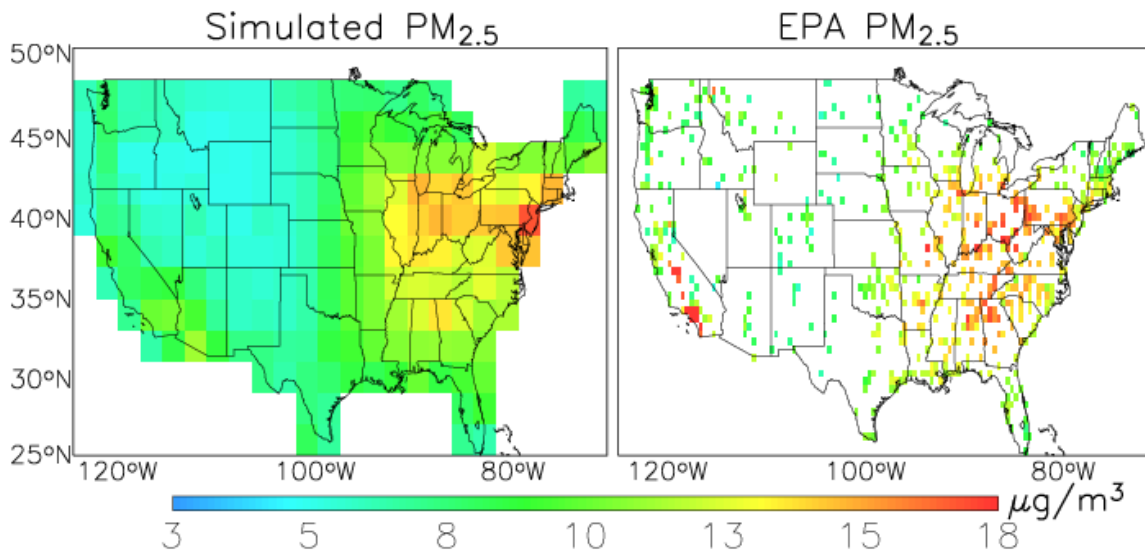 Simulated PM2.5
EPA PM2.5
50°N
45°N
40°N
35°N
30°N
25°N
120°W 100°W 80°W
120°W 100°W 80°W
3 5 8 10 13 15 18 μg/m³